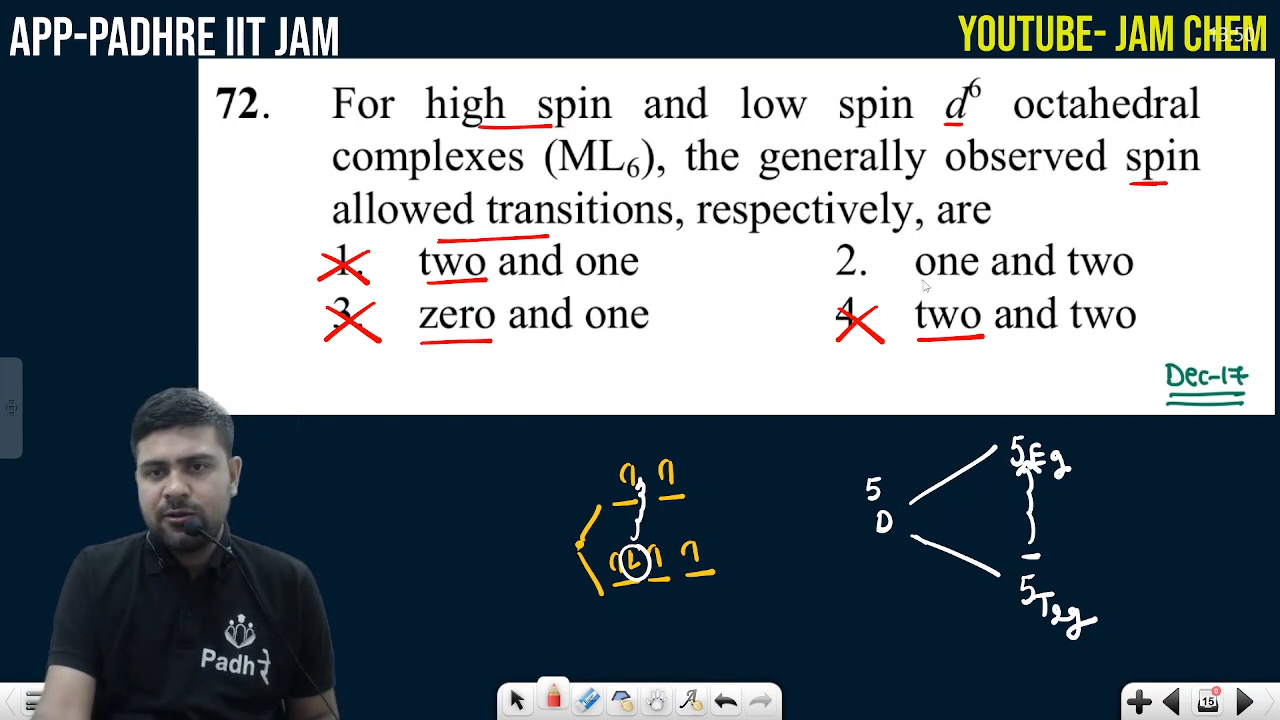 APP-PADHRE IIT JAM
YOUTUBE- JAM CHEM
72. For high spin and low spin d⁶ octahedral
complexes (ML₆), the generally observed spin
allowed transitions, respectively, are
1. two and one 2. one and two
3. zero and one 4. two and two
Dec-17
5
D
5Eg
5T2g
Padhरे
15